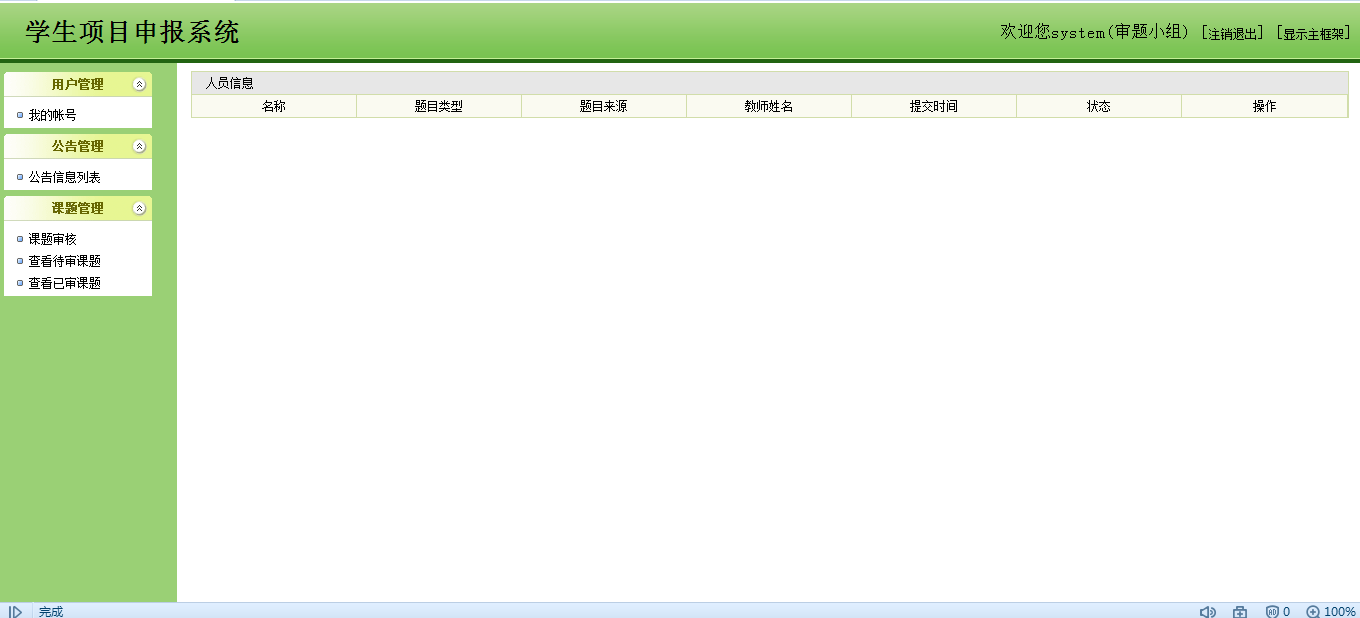 学生项目申报系统
欢迎您system(审题小组) [注销退出] [显示主框架]
用户管理
我的帐号
公告管理
公告信息列表
课题管理
课题审核
查看待审课题
查看已审课题
人员信息
名称 题目类型 题目来源 教师姓名 提交时间 状态 操作
完成 0 100%